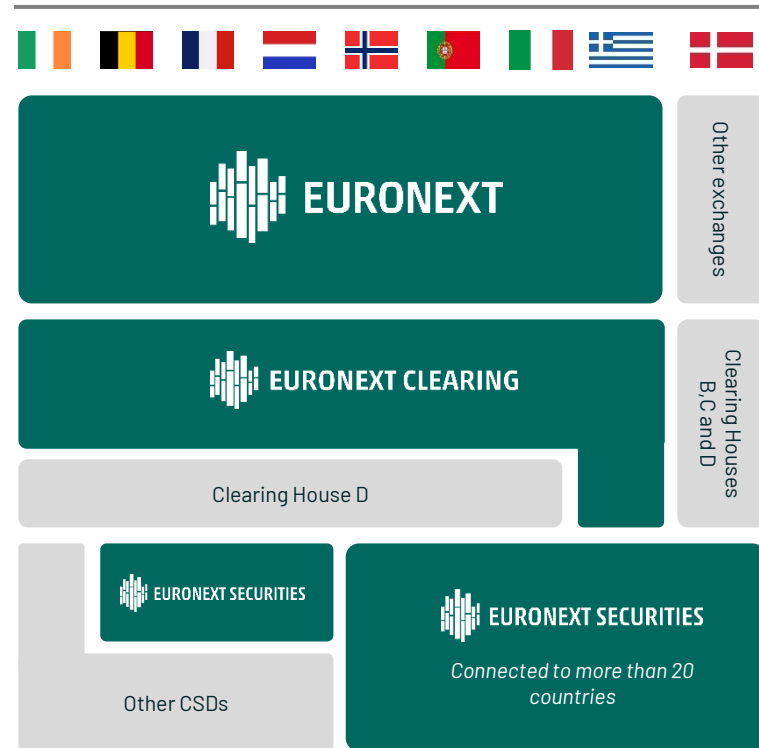 EURONEXT
Other exchanges
EURONEXT CLEARING
Clearing Houses
B,C and D
Clearing House D
EURONEXT SECURITIES
EURONEXT SECURITIES
Connected to more than 20
countries
Other CSDs